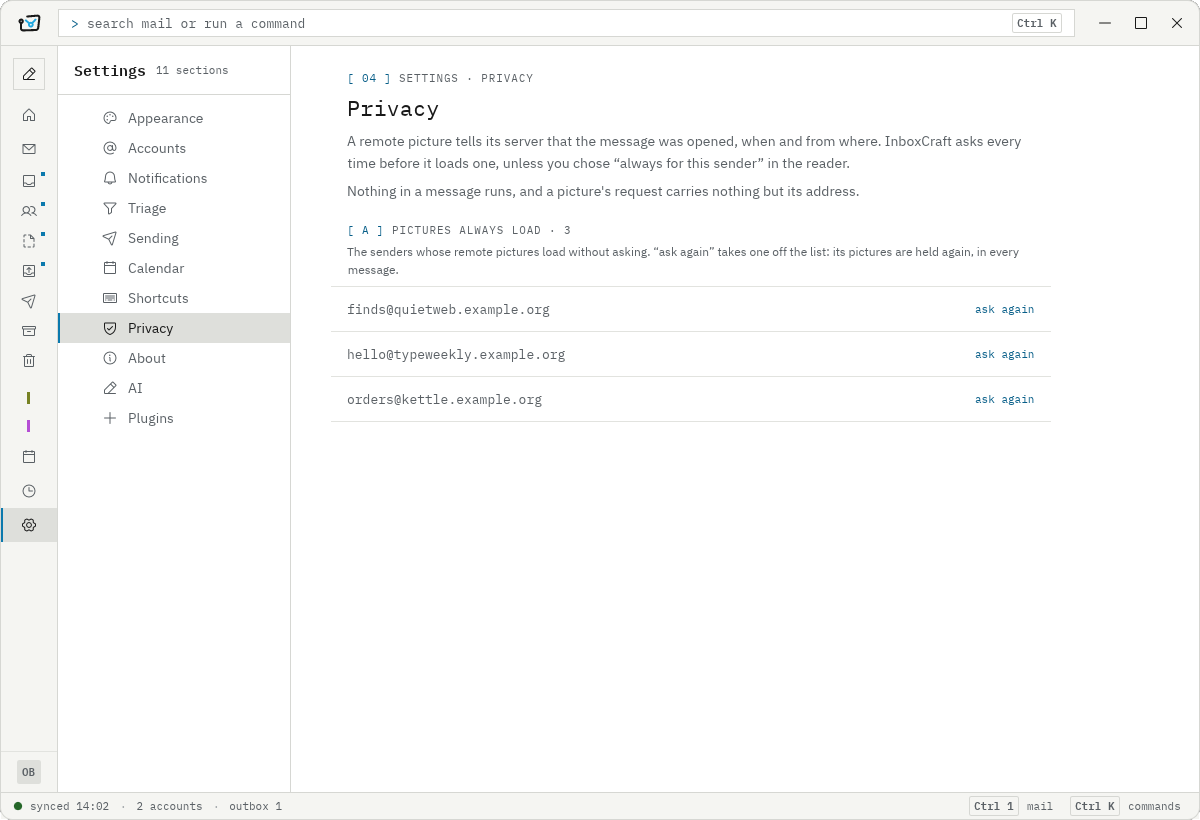 > search mail or run a command
Ctrl K
Settings 11 sections
Appearance
Accounts
Notifications
Triage
Sending
Calendar
Shortcuts
Privacy
About
AI
Plugins
[ 04 ] SETTINGS · PRIVACY
Privacy
A remote picture tells its server that the message was opened, when and from where. InboxCraft asks every
time before it loads one, unless you chose “always for this sender” in the reader.
Nothing in a message runs, and a picture's request carries nothing but its address.
[ A ] PICTURES ALWAYS LOAD · 3
The senders whose remote pictures load without asking. “ask again” takes one off the list: its pictures are held again, in every
message.
finds@quietweb.example.org ask again
hello@typeweekly.example.org ask again
orders@kettle.example.org ask again
OB
synced 14:02 · 2 accounts · outbox 1
Ctrl 1 mail Ctrl K commands